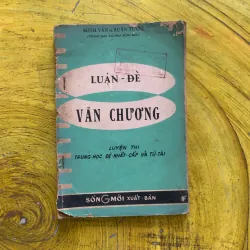 LUẬN-ĐỀ
VĂN CHƯƠNG
LUYỆN THI
TRUNG-HỌC ĐỆ-NHẤT-CẤP VÀ TÚ-TÀI
SỐNG MỚI XUẤT-BẢN